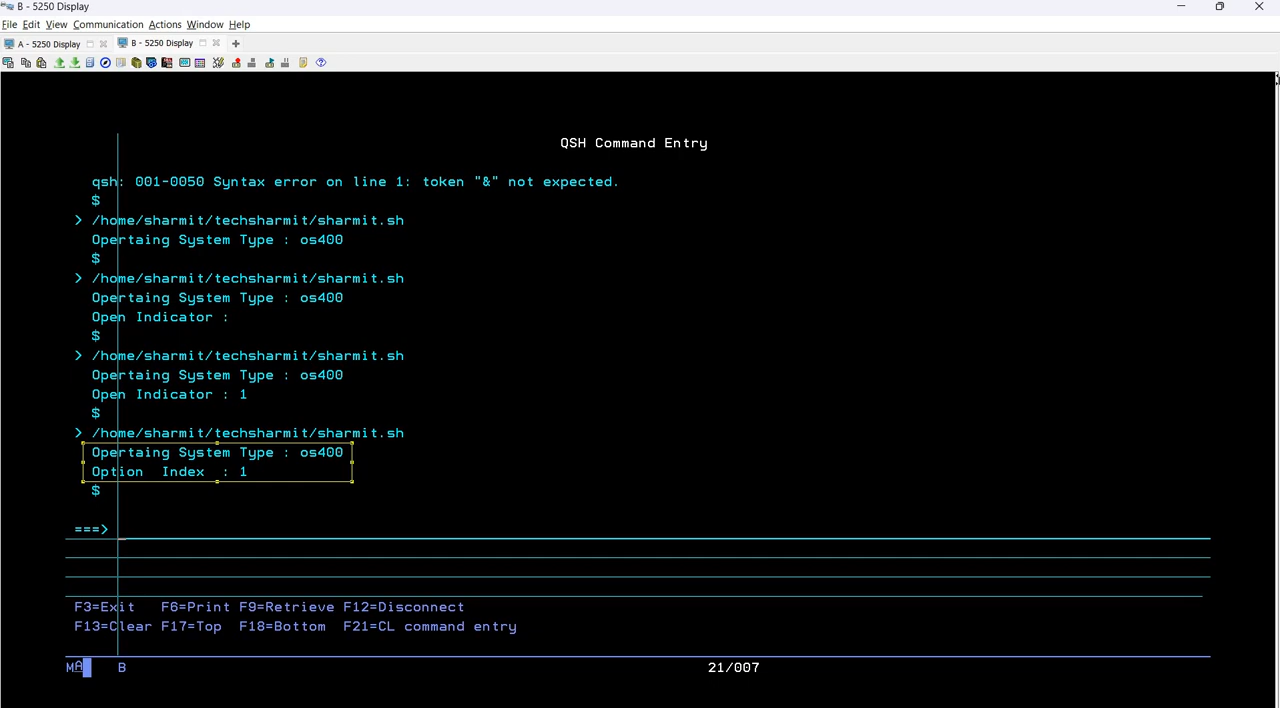 B - 5250 Display
File Edit View Communication Actions Window Help
A - 5250 Display B - 5250 Display
QSH Command Entry
qsh: 001-0050 Syntax error on line 1: token "&" not expected.
$
> /home/sharmit/techsharmit/sharmit.sh
Opertaing System Type : os400
$
> /home/sharmit/techsharmit/sharmit.sh
Opertaing System Type : os400
Open Indicator :
$
> /home/sharmit/techsharmit/sharmit.sh
Opertaing System Type : os400
Open Indicator : 1
$
> /home/sharmit/techsharmit/sharmit.sh
Opertaing System Type : os400
Option  Index  : 1
$
===>
F3=Exit   F6=Print F9=Retrieve F12=Disconnect
F13=Clear F17=Top  F18=Bottom  F21=CL command entry
MA B 21/007